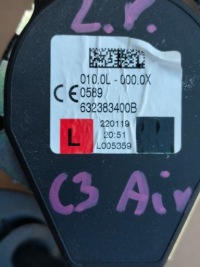 L.P.
010.0L - 000.0X
CE 0589
632383400B
L
220119
20:51
L005359
C3 Air